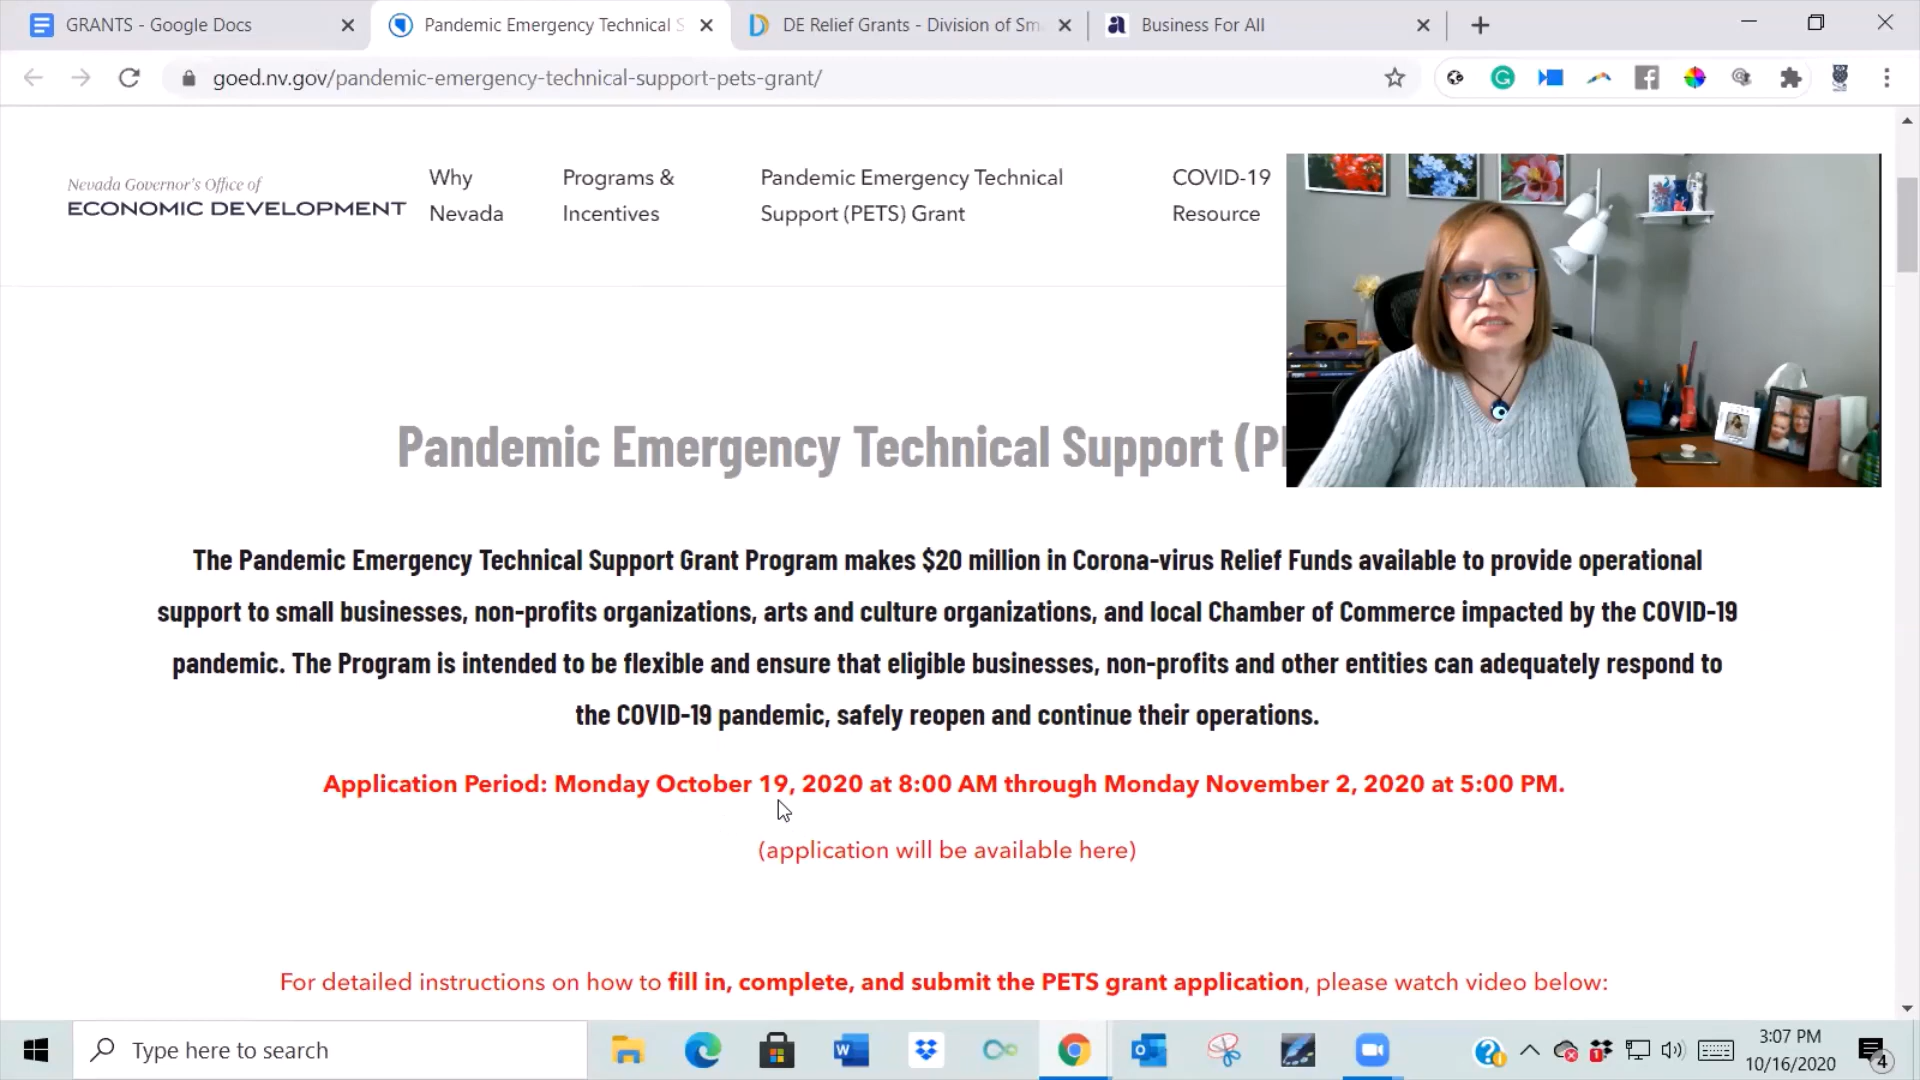 GRANTS - Google Docs
Pandemic Emergency Technical S
DE Relief Grants - Division of Sm
Business For All
goed.nv.gov/pandemic-emergency-technical-support-pets-grant/
Nevada Governor's Office of
ECONOMIC DEVELOPMENT
Why
Nevada
Programs &
Incentives
Pandemic Emergency Technical
Support (PETS) Grant
COVID-19
Resource
Pandemic Emergency Technical Support (P
The Pandemic Emergency Technical Support Grant Program makes $20 million in Corona-virus Relief Funds available to provide operational
support to small businesses, non-profits organizations, arts and culture organizations, and local Chamber of Commerce impacted by the COVID-19
pandemic. The Program is intended to be flexible and ensure that eligible businesses, non-profits and other entities can adequately respond to
the COVID-19 pandemic, safely reopen and continue their operations.
Application Period: Monday October 19, 2020 at 8:00 AM through Monday November 2, 2020 at 5:00 PM.
(application will be available here)
For detailed instructions on how to fill in, complete, and submit the PETS grant application, please watch video below:
Type here to search
3:07 PM
10/16/2020
4